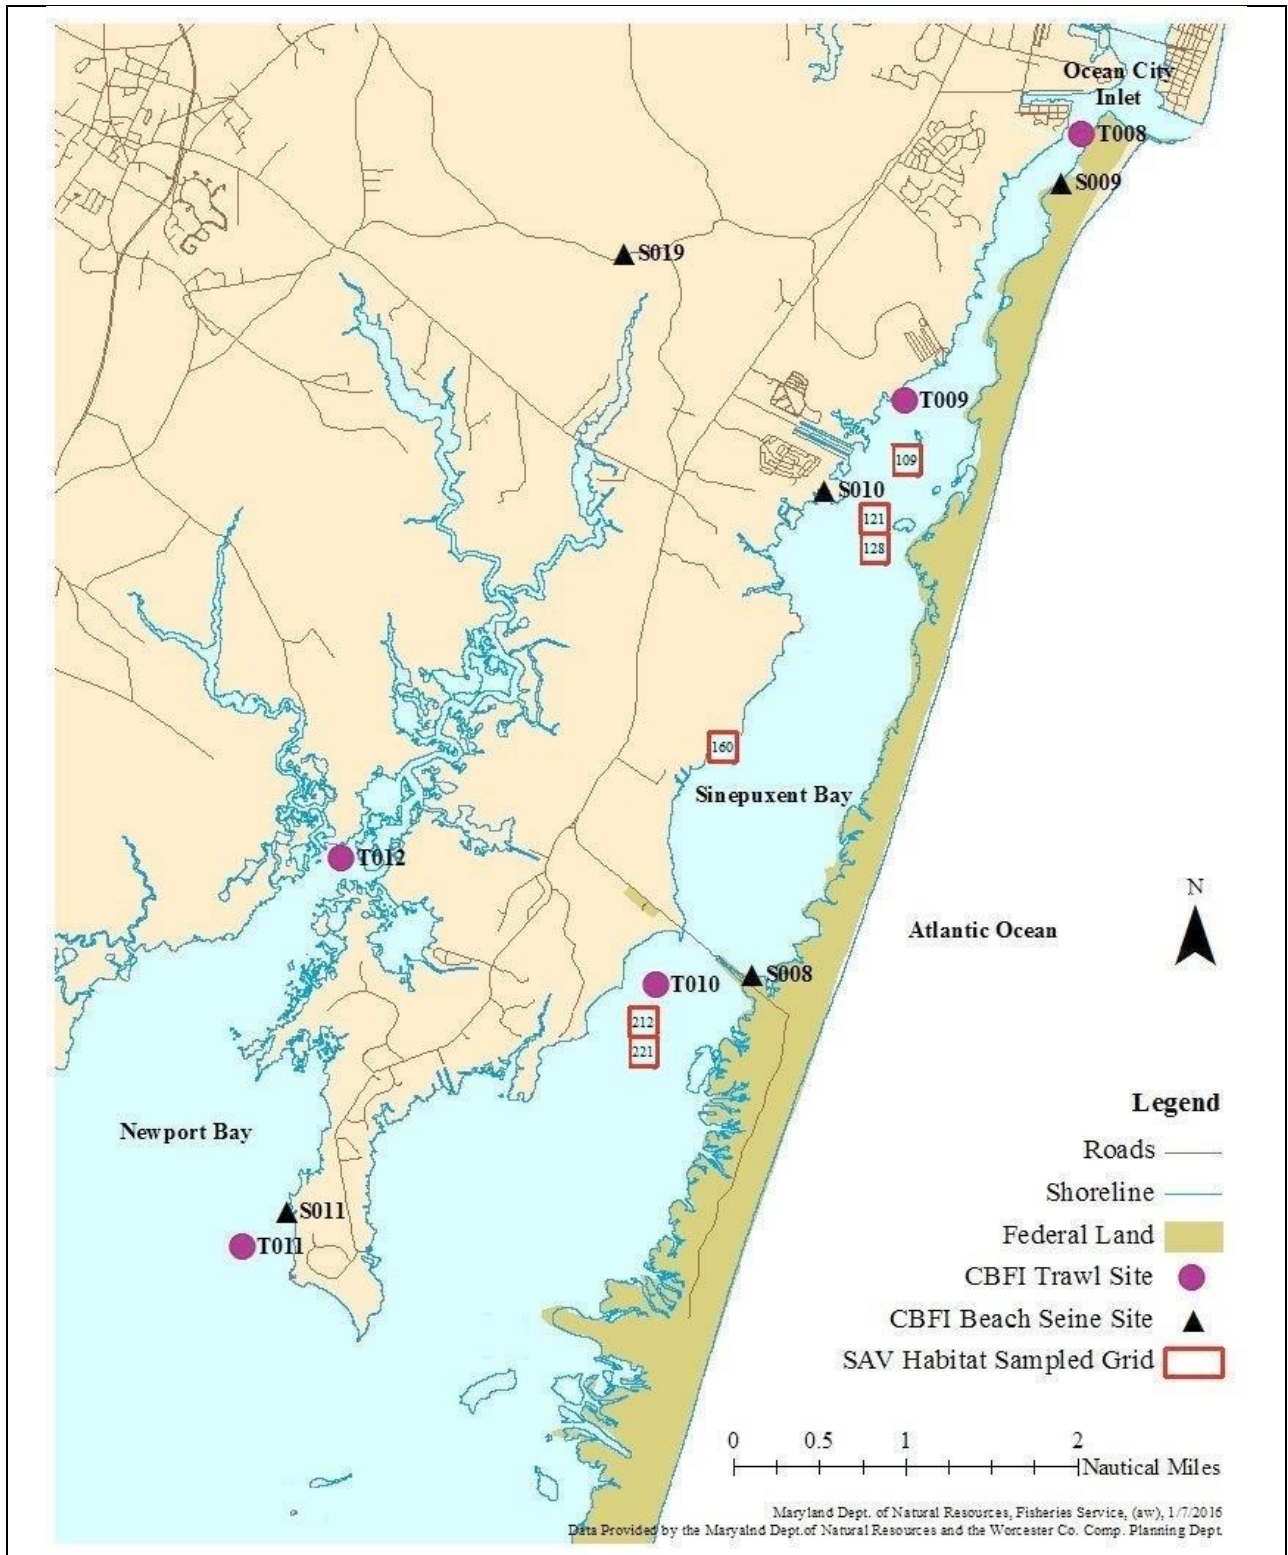 Ocean City
Inlet
T008
S009
S019
T009
109
S010
121
128
160
Sinepuxent Bay
T012
N
Atlantic Ocean
S008
T010
212
221
Legend
Newport Bay
Roads
Shoreline
S011
Federal Land
T011
CBFI Trawl Site
CBFI Beach Seine Site
SAV Habitat Sampled Grid
0 0.5 1 2
Nautical Miles
Maryland Dept. of Natural Resources, Fisheries Service, (aw), 1/7/2016
Data Provided by the Maryalnd Dept.of Natural Resources and the Worcester Co. Comp. Planning Dept.